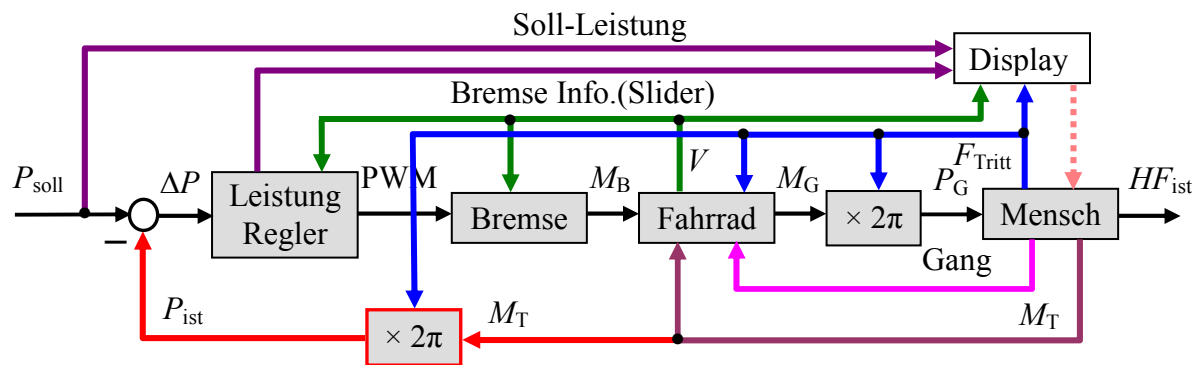 Soll-Leistung
Display
Bremse Info.(Slider)
P_soll
ΔP
Leistung
Regler
PWM
Bremse
M_B
V
Fahrrad
M_G
× 2π
F_Tritt
P_G
Mensch
HF_ist
−
Gang
P_ist
× 2π
M_T
M_T